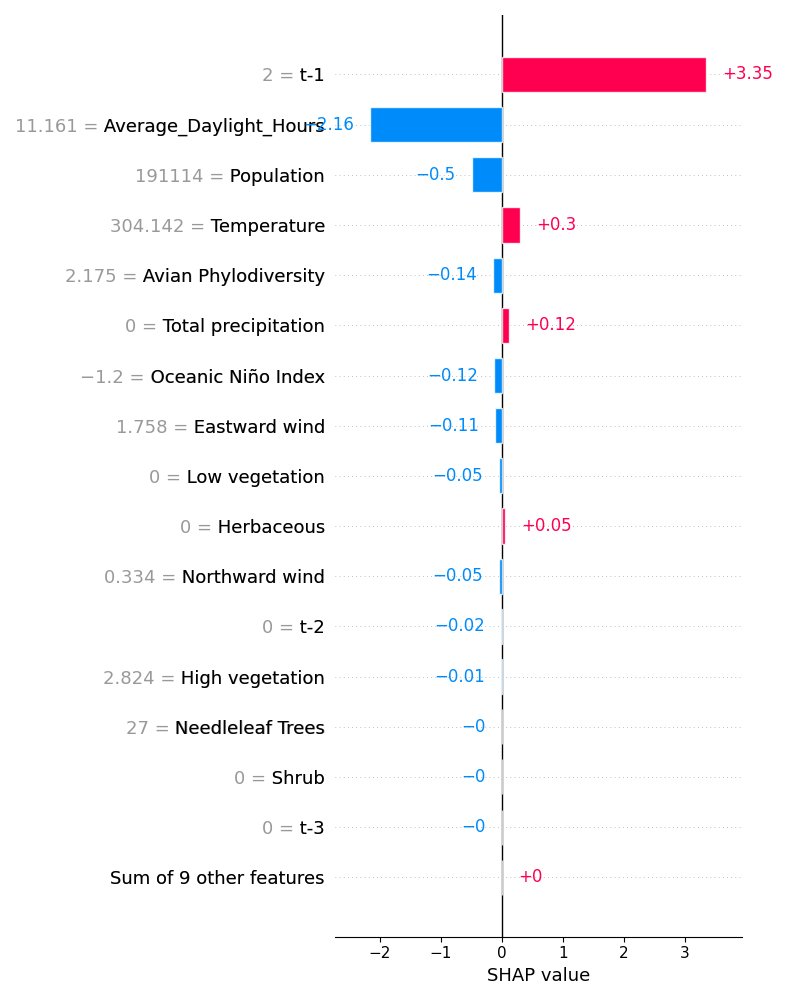 2 = t-1 +3.35
11.161 = Average_Daylight_Hours −2.16
191114 = Population −0.5
304.142 = Temperature +0.3
2.175 = Avian Phylodiversity −0.14
0 = Total precipitation +0.12
−1.2 = Oceanic Niño Index −0.12
1.758 = Eastward wind −0.11
0 = Low vegetation −0.05
0 = Herbaceous +0.05
0.334 = Northward wind −0.05
0 = t-2 −0.02
2.824 = High vegetation −0.01
27 = Needleleaf Trees −0
0 = Shrub −0
0 = t-3 −0
Sum of 9 other features +0
−2 −1 0 1 2 3
SHAP value